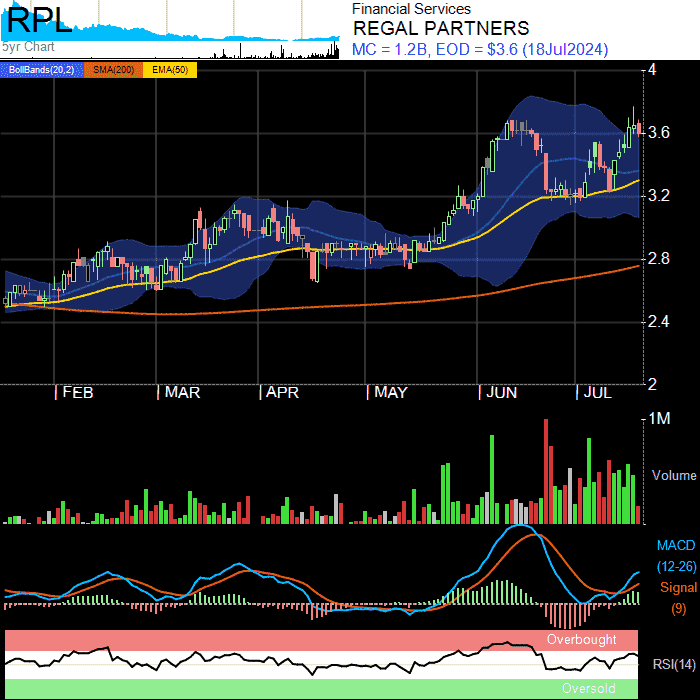 RPL
5yr Chart
Financial Services
REGAL PARTNERS
MC = 1.2B, EOD = $3.6 (18Jul2024)
BollBands(20,2) SMA(200) EMA(50)
4
3.6
3.2
2.8
2.4
2
FEB MAR APR MAY JUN JUL
1M
Volume
MACD
(12-26)
Signal
(9)
Overbought
RSI(14)
Oversold